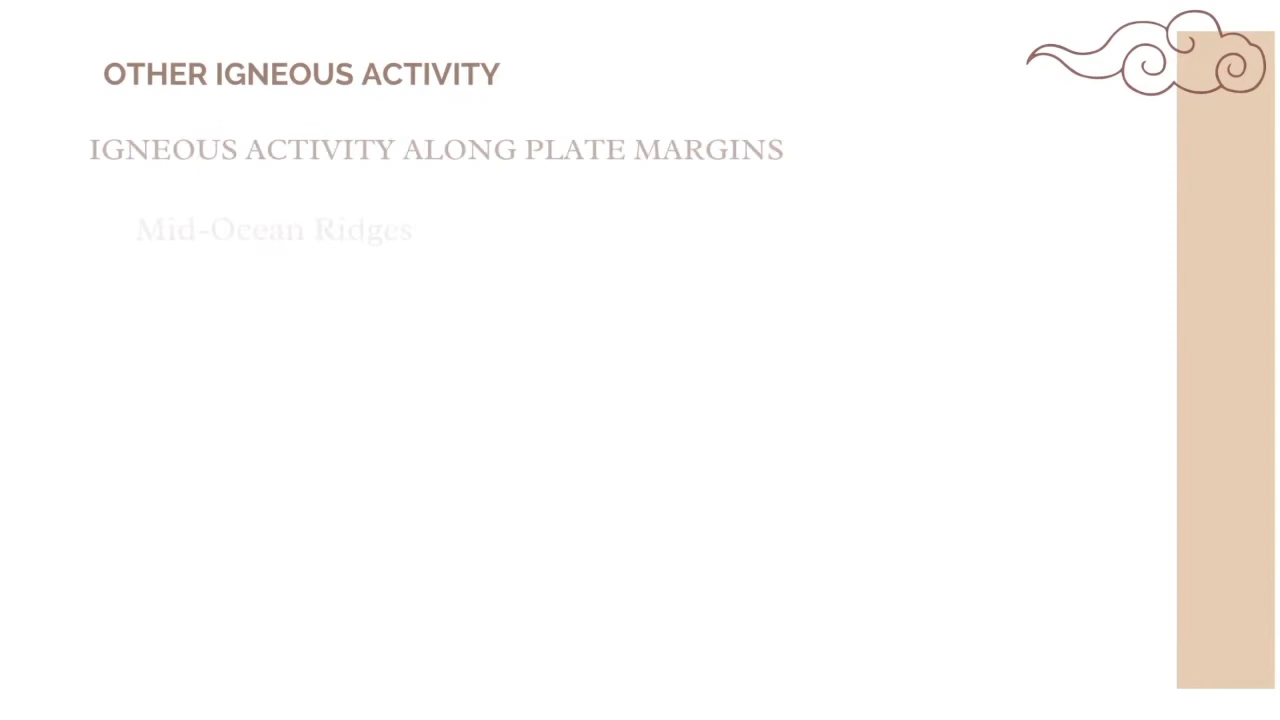 OTHER IGNEOUS ACTIVITY
IGNEOUS ACTIVITY ALONG PLATE MARGINS
Mid-Ocean Ridges